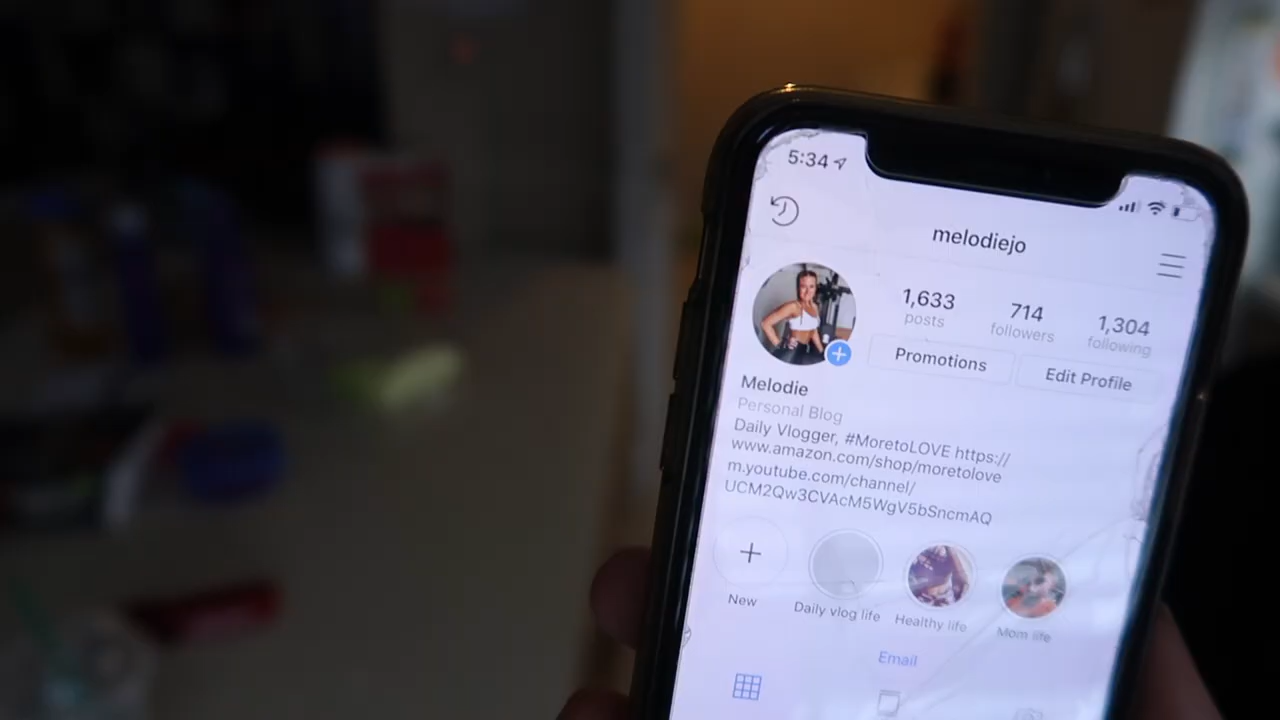 5:34
melodiejo
1,633 714 1,304
posts followers following
Promotions Edit Profile
Melodie
Personal Blog
Daily Vlogger, #MoretoLOVE https://
www.amazon.com/shop/moretolove
m.youtube.com/channel/
UCM2Qw3CVAcM5WgV5bSncmAQ
New Daily vlog life Healthy life Mom life
Email